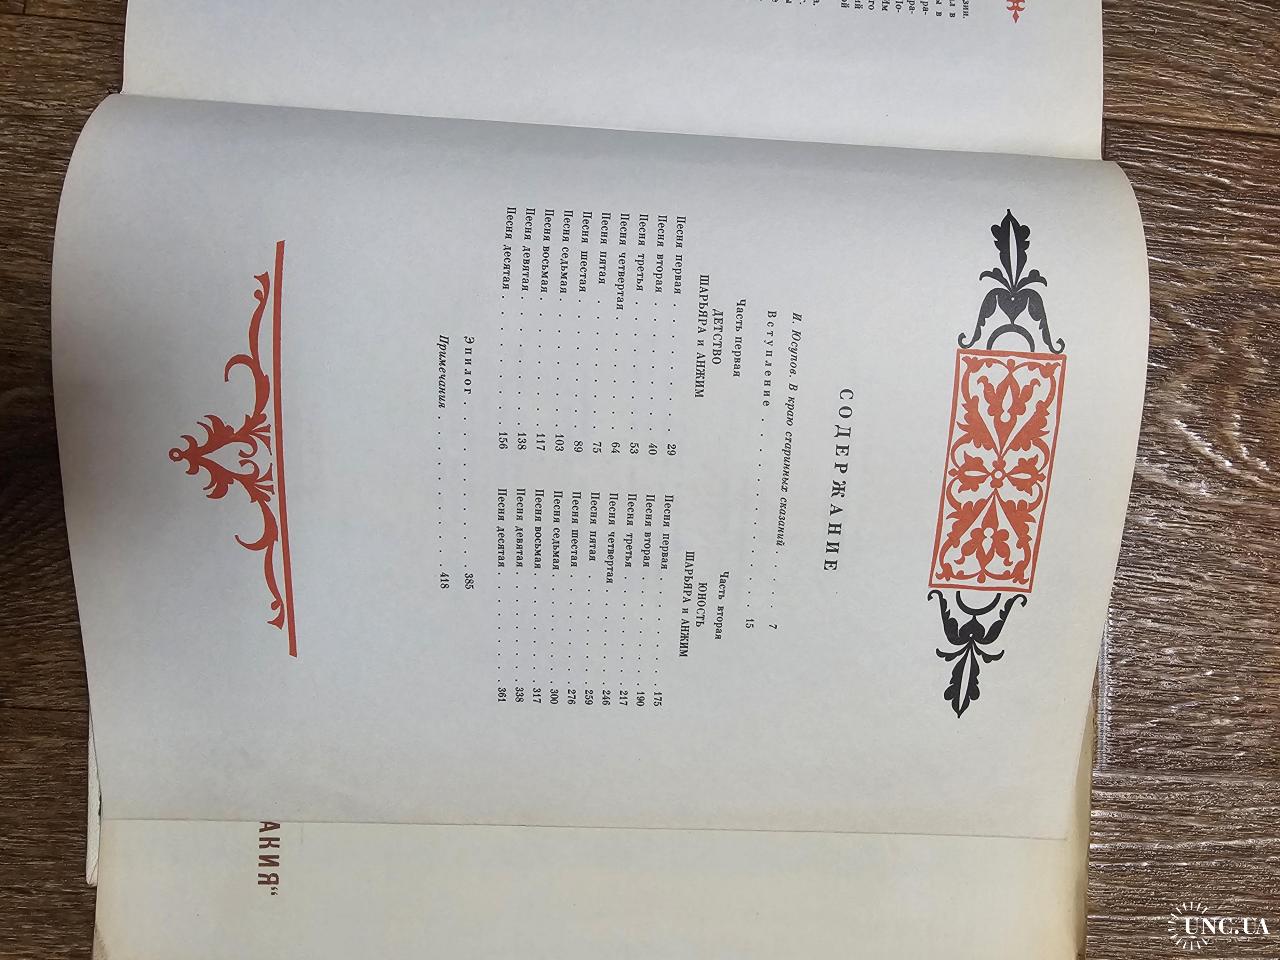 СОДЕРЖАНИЕ
И. Юсупов. В краю старинных сказаний . . . . 7
Вступление . . . . . . . . . . . . 15
Часть первая
ДЕТСТВО
ШАРЬЯРА и АНЖИМ
Песня первая . . . . . . . 29
Песня вторая . . . . . . . 40
Песня третья . . . . . . . 53
Песня четвертая . . . . . . 64
Песня пятая . . . . . . . 75
Песня шестая . . . . . . . 89
Песня седьмая . . . . . . . 103
Песня восьмая . . . . . . . 117
Песня девятая . . . . . . . 138
Песня десятая . . . . . . . 156
Часть вторая
ЮНОСТЬ
ШАРЬЯРА и АНЖИМ
Песня первая . . . . . . . 175
Песня вторая . . . . . . . 190
Песня третья . . . . . . . 217
Песня четвертая . . . . . . 246
Песня пятая . . . . . . . 259
Песня шестая . . . . . . . 276
Песня седьмая . . . . . . . 300
Песня восьмая . . . . . . . 317
Песня девятая . . . . . . . 338
Песня десятая . . . . . . . 361
Эпилог . . . . . . . . . . . . 385
Примечания . . . . . . . . . . . 418
АКИЯ“
UNC.UA